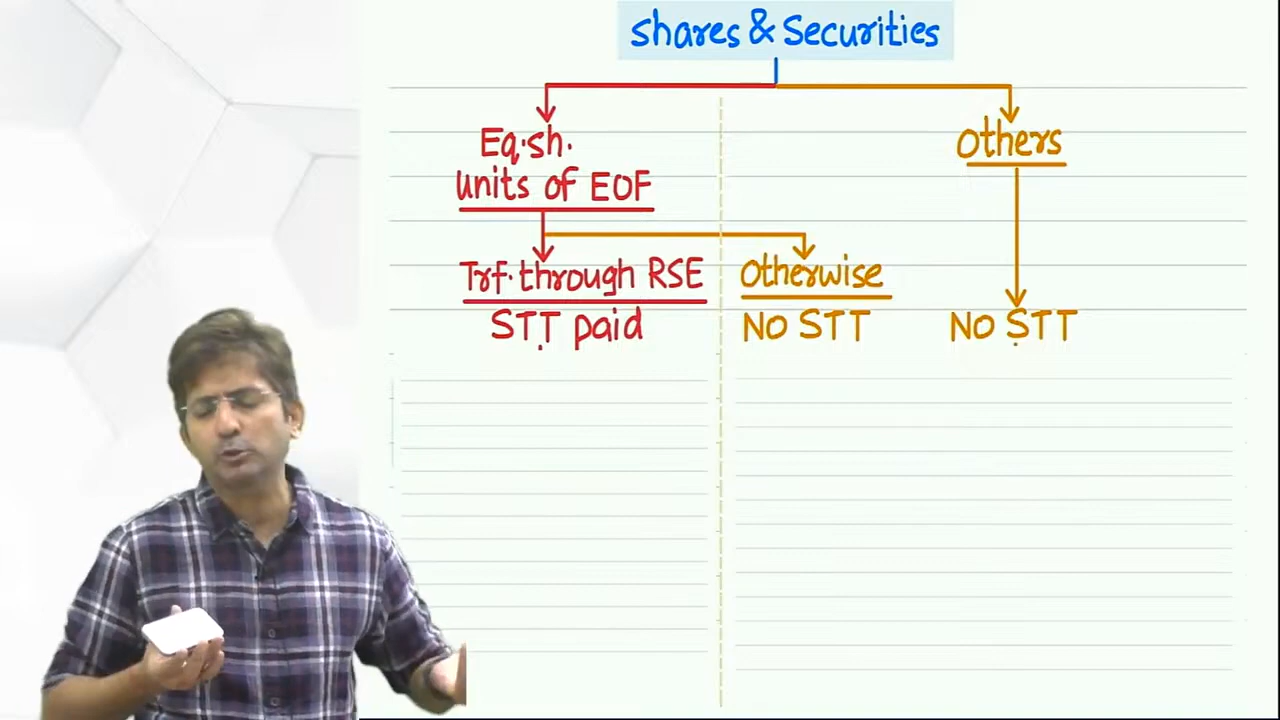 shares & Securities
Eq.sh.
units of EOF
Others
Trf. through RSE
Otherwise
STT paid
NO STT
NO STT